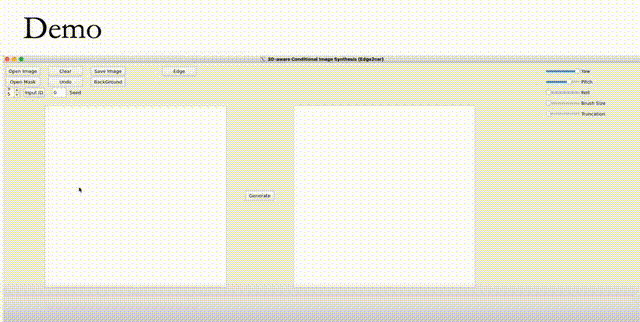 Demo
3D-aware Conditional Image Synthesis (Edge2car)
Open Image Clear Save Image Edge Yaw
Open Mask Undo BackGround Pitch
5 Input ID 0 Seed Roll
Brush Size
Truncation
Generate